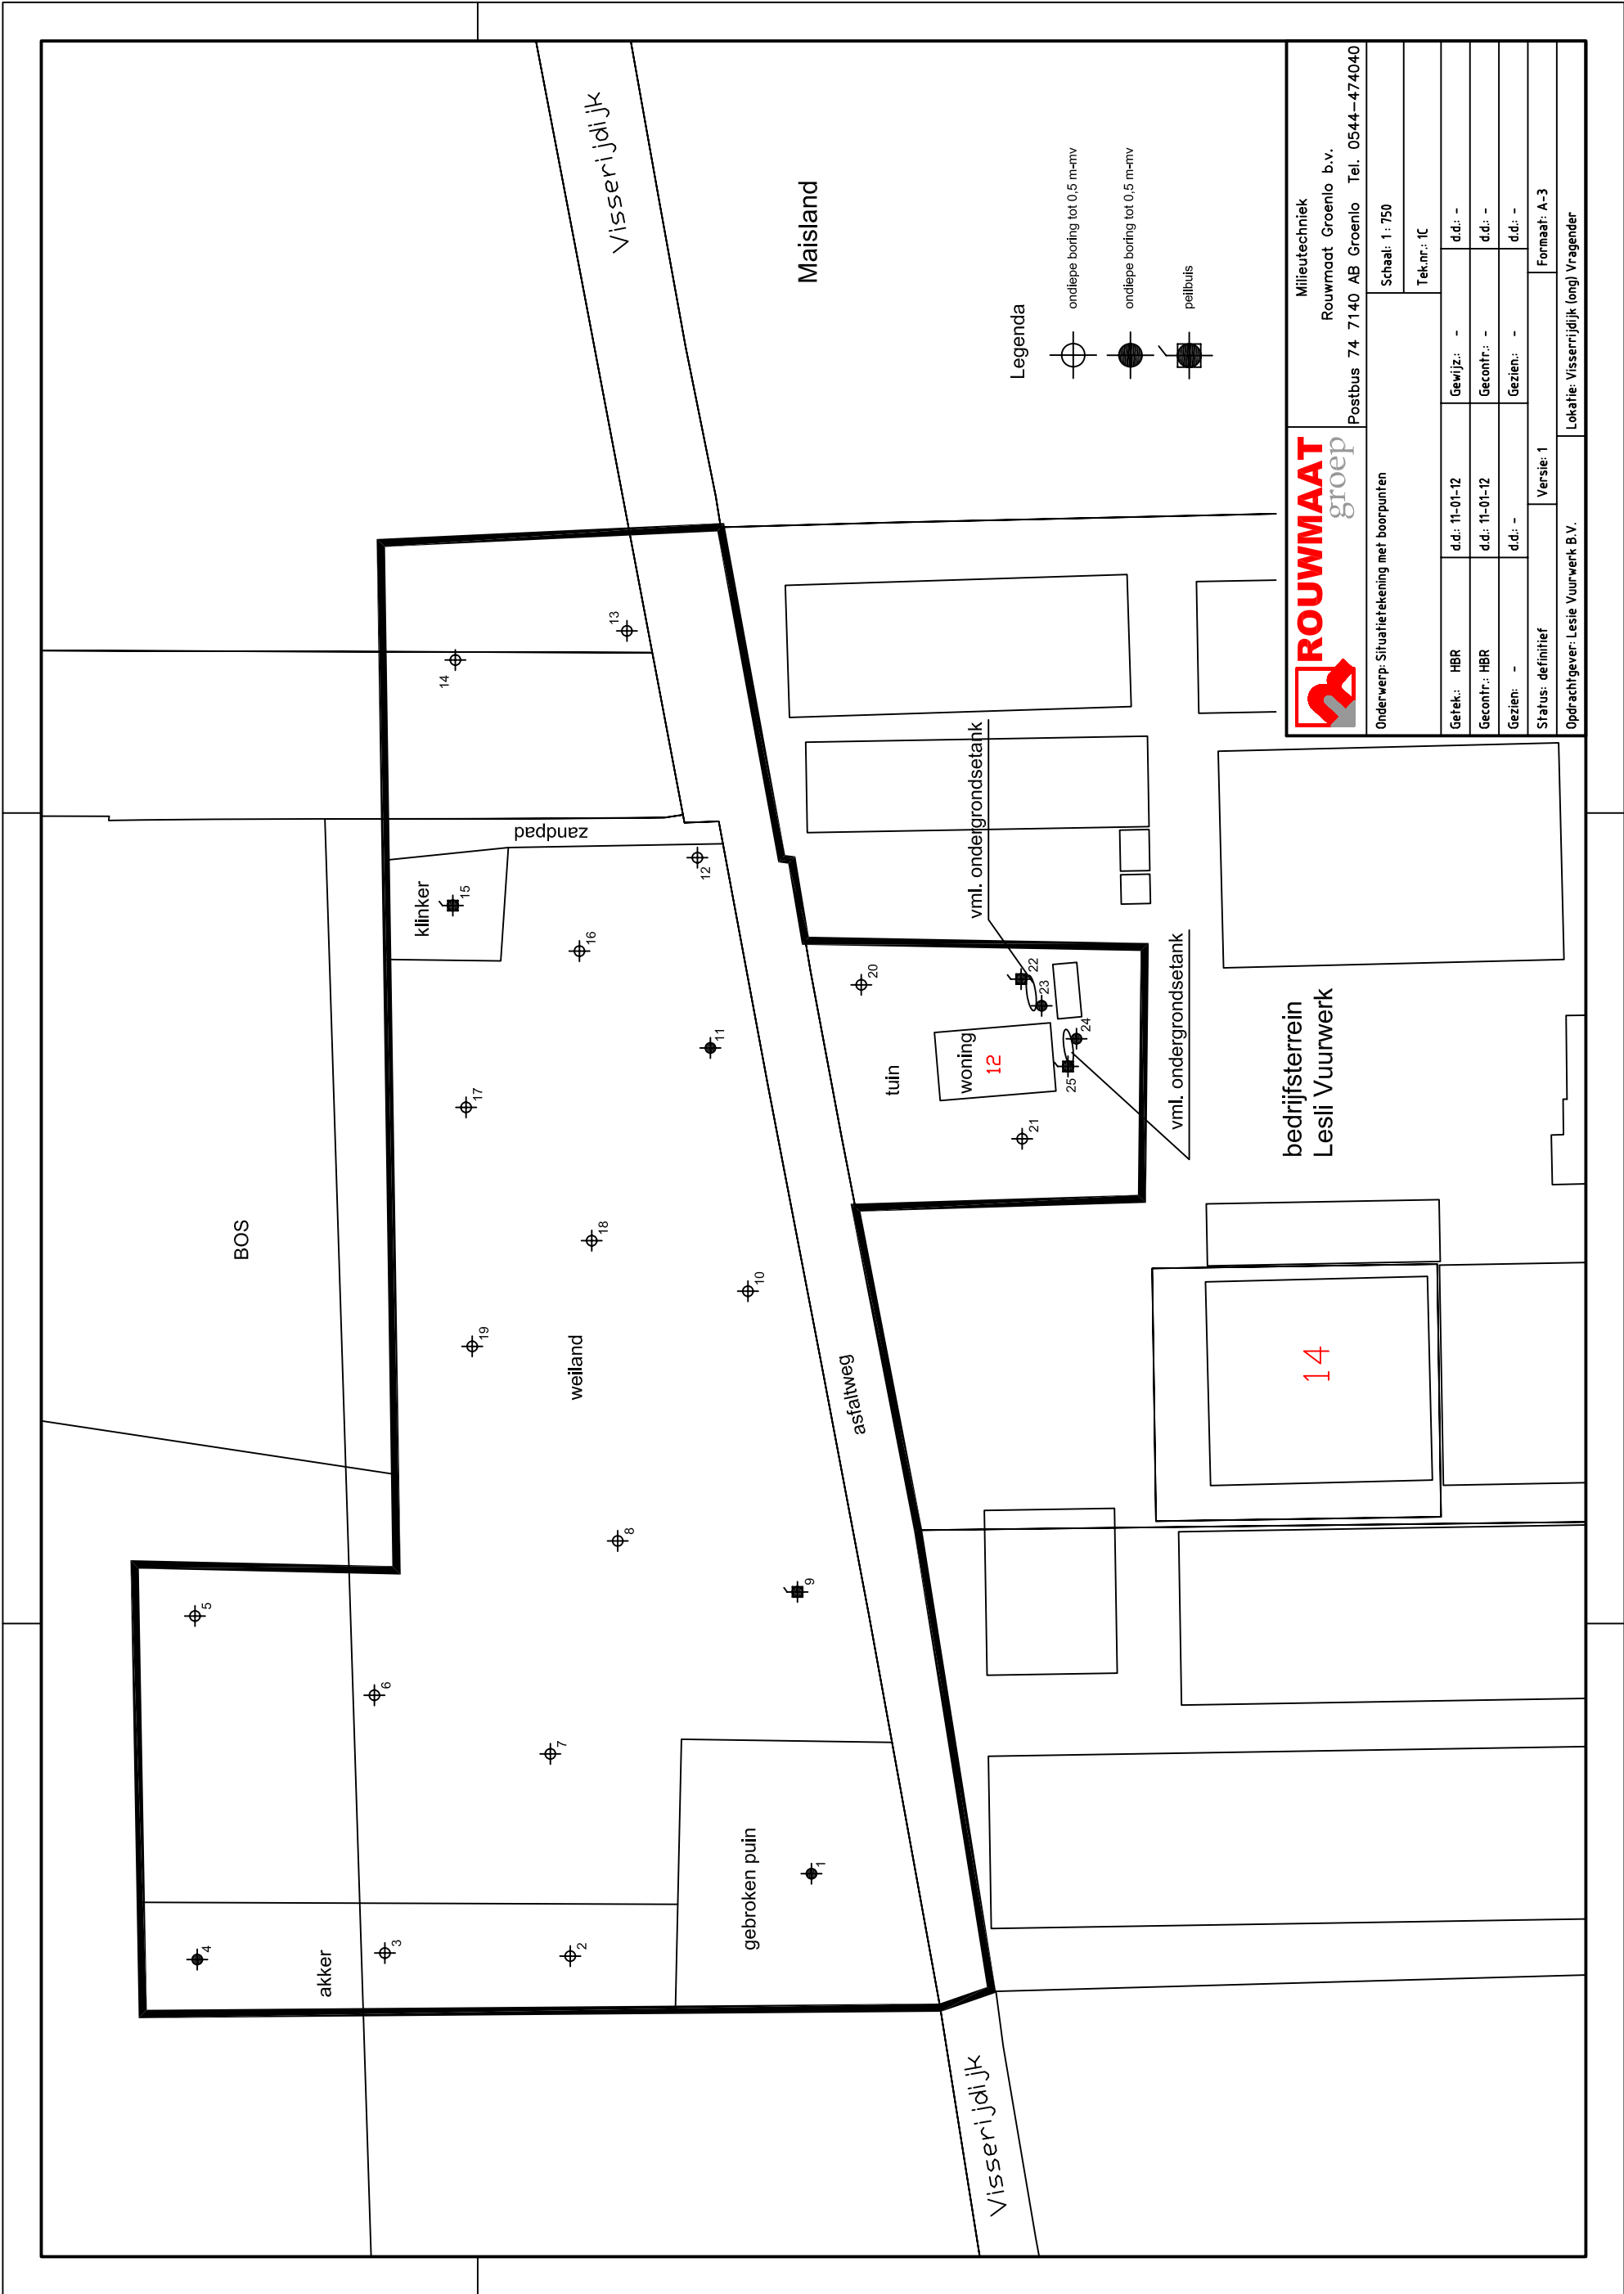 Visserijdijk
Maisland
Legenda
ondiepe boring tot 0,5 m-mv
ondiepe boring tot 0,5 m-mv
peilbuis
BOS
klinker
zandpad
weiland
akker
gebroken puin
asfaltweg
tuin
woning
12
vml. ondergrondsetank
vml. ondergrondsetank
bedrijfsterrein
Lesli Vuurwerk
14
Visserijdijk
1
2
3
4
5
6
7
8
9
10
11
12
13
14
15
16
17
18
19
20
21
22
23
24
25
ROUWMAAT
groep
Milieutechniek
Rouwmaat Groenlo b.v.
Postbus 74 7140 AB Groenlo Tel. 0544-474040
Onderwerp: Situatietekening met boorpunten
Schaal: 1 : 750
Tek.nr.: 1C
Getek.: HBR d.d.: 11-01-12 Gewijz.: - d.d.: -
Gecontr.: HBR d.d.: 11-01-12 Gecontr.: - d.d.: -
Gezien: - d.d.: - Gezien.: - d.d.: -
Status: definitief Versie: 1 Formaat: A-3
Opdrachtgever: Lesie Vuurwerk B.V. Lokatie: Visserrijdijk (ong) Vragender